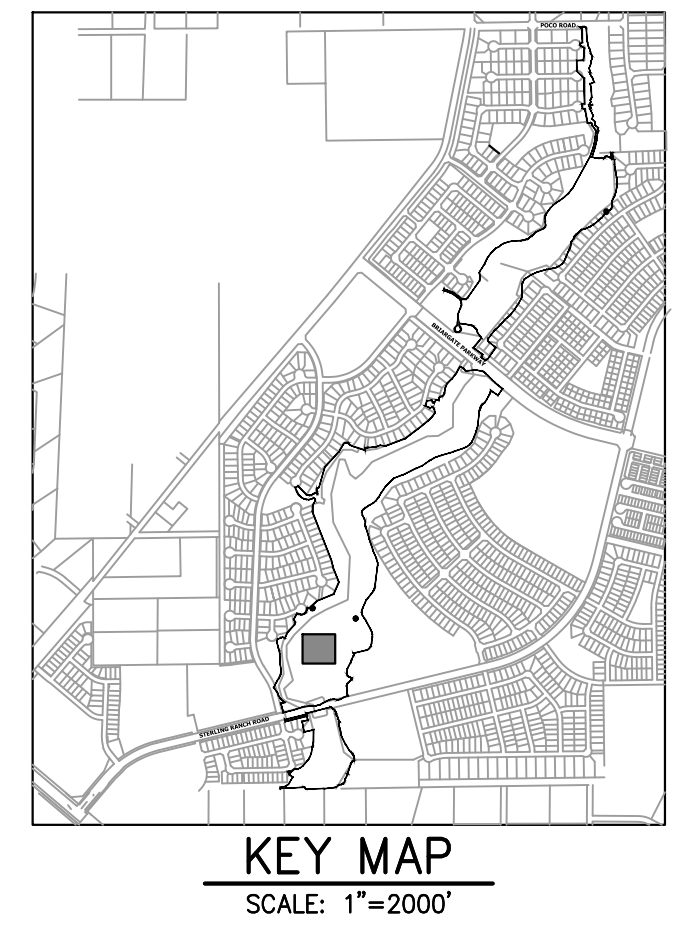 POCO ROAD
BRIARGATE PARKWAY
STERLING RANCH ROAD
KEY MAP
SCALE: 1"=2000'